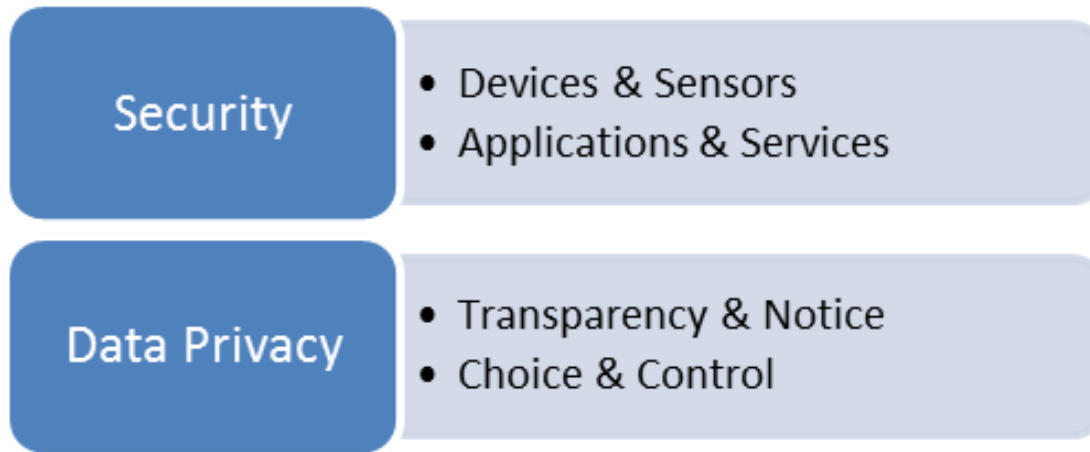 Security
• Devices & Sensors
• Applications & Services
Data Privacy
• Transparency & Notice
• Choice & Control